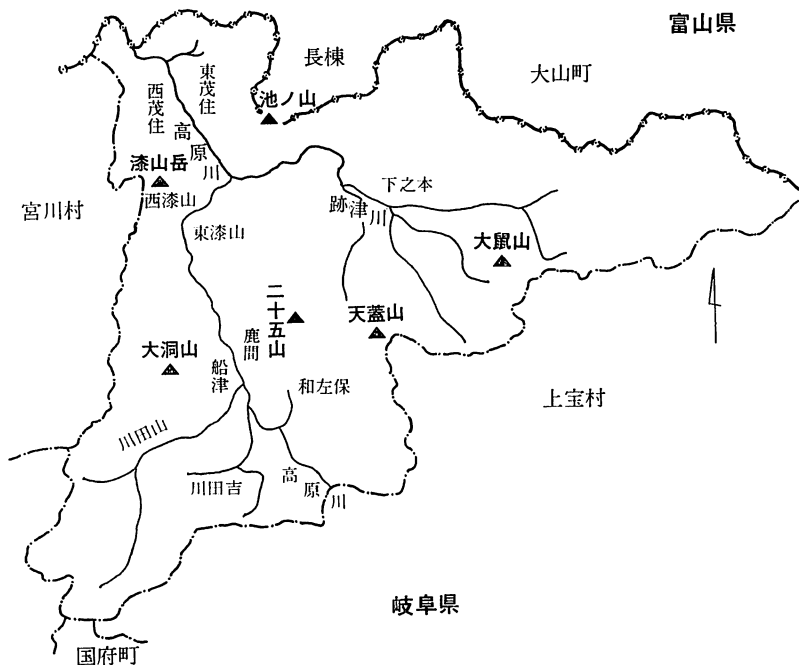 富山県
長棟
大山町
東茂住
西茂住
池ノ山
高原川
漆山岳
西漆山
宮川村
下之本
跡津川
東漆山
大鼠山
二十五山
天蓋山
鹿間
大洞山
船津
和左保
上宝村
川田山
川田吉
高原川
岐阜県
国府町